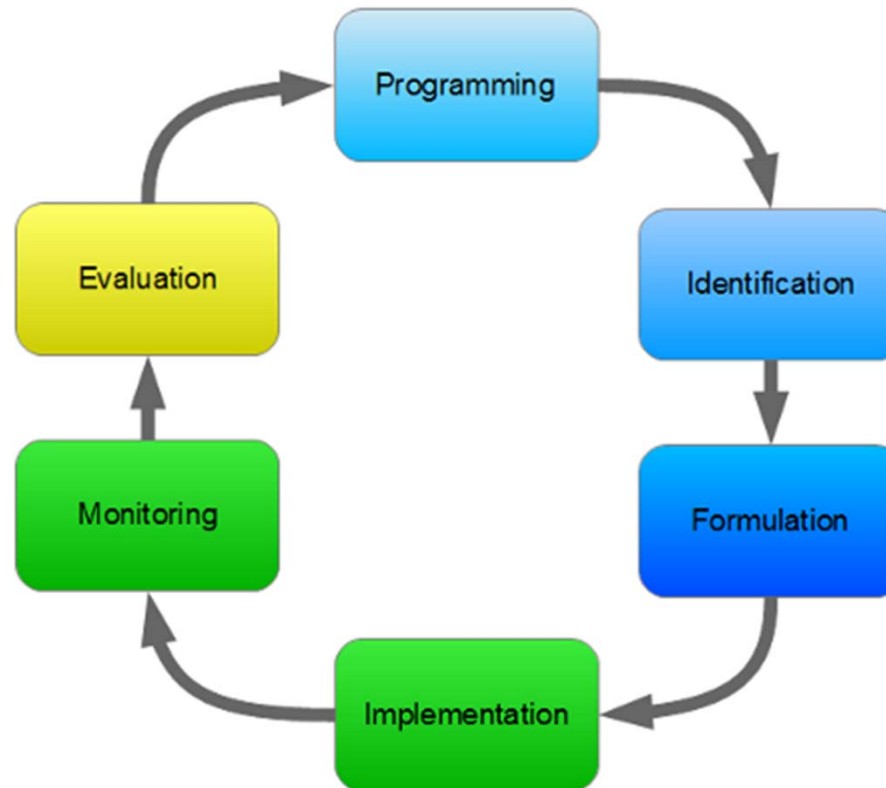 Programming
Identification
Formulation
Implementation
Monitoring
Evaluation